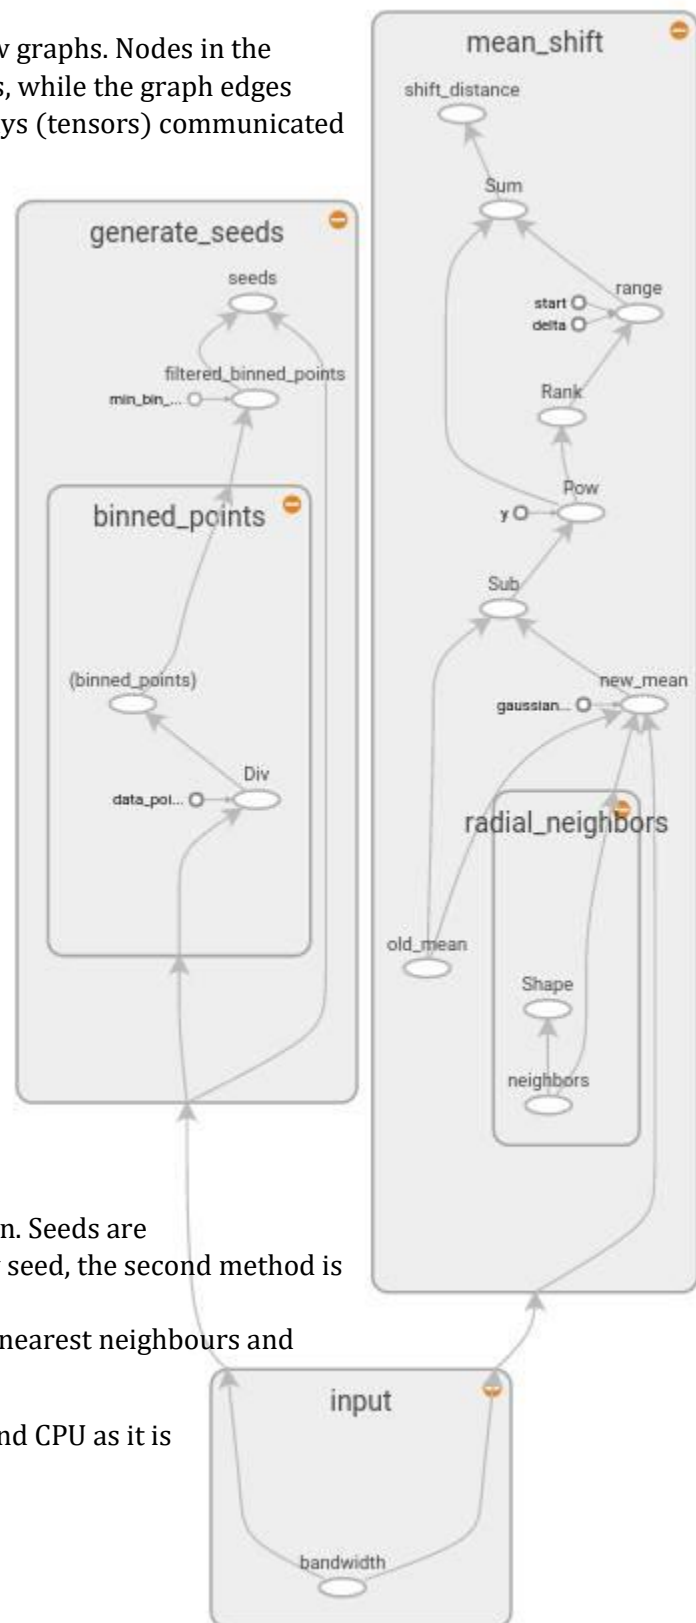 w graphs. Nodes in the
s, while the graph edges
ys (tensors) communicated
generate_seeds
seeds
filtered_binned_points
min_bin_...
binned_points
(binned_points)
Div
data_poi...
mean_shift
shift_distance
Sum
range
start
delta
Rank
Pow
y
Sub
new_mean
gaussian...
radial_neighbors
old_mean
Shape
neighbors
n. Seeds are
seed, the second method is
nearest neighbours and
nd CPU as it is
input
bandwidth